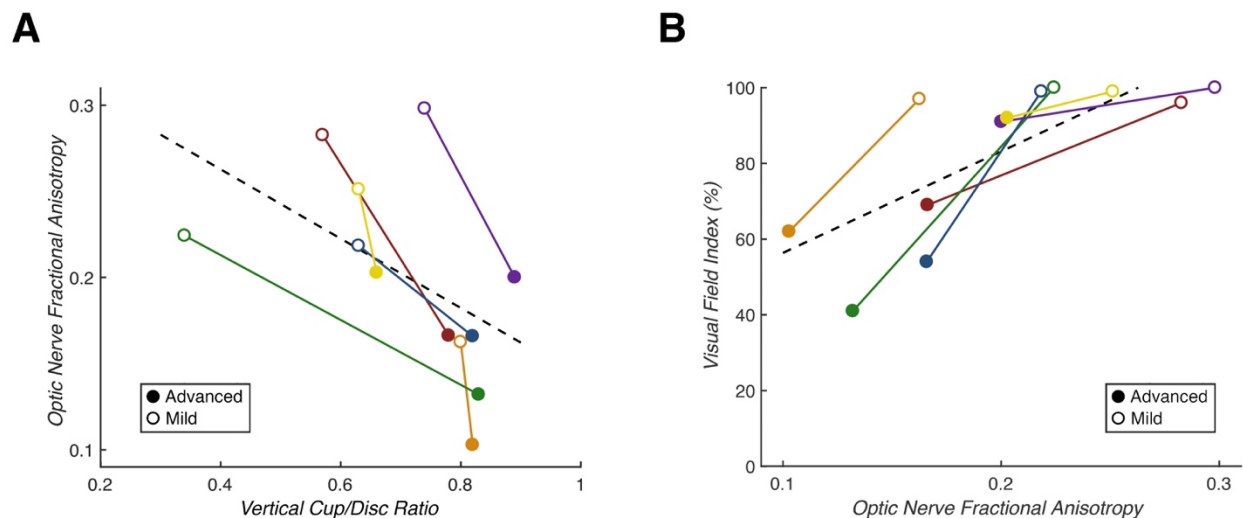 A
B
Optic Nerve Fractional Anisotropy
0.3
0.2
0.1
Advanced
Mild
0.2
0.4
0.6
0.8
1
Vertical Cup/Disc Ratio
Visual Field Index (%)
100
80
60
40
20
0
Advanced
Mild
0.1
0.2
0.3
Optic Nerve Fractional Anisotropy